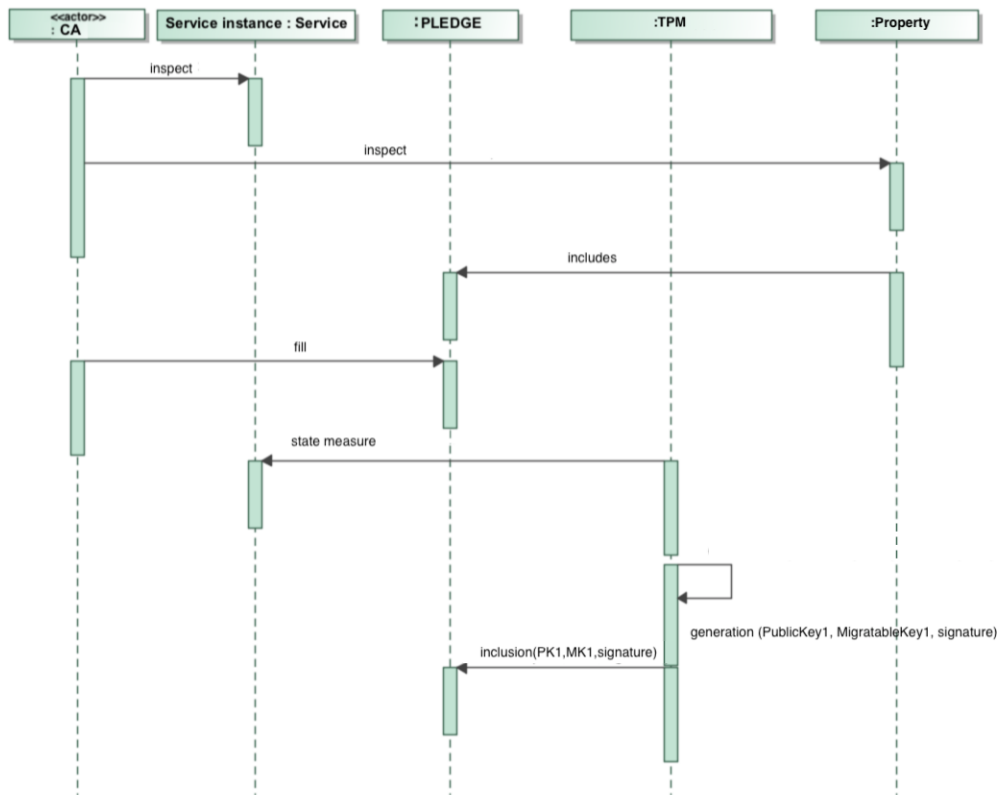 <<actor>>
: CA
Service instance : Service
:PLEDGE
:TPM
:Property
inspect
inspect
includes
fill
state measure
generation (PublicKey1, MigratableKey1, signature)
inclusion(PK1,MK1,signature)